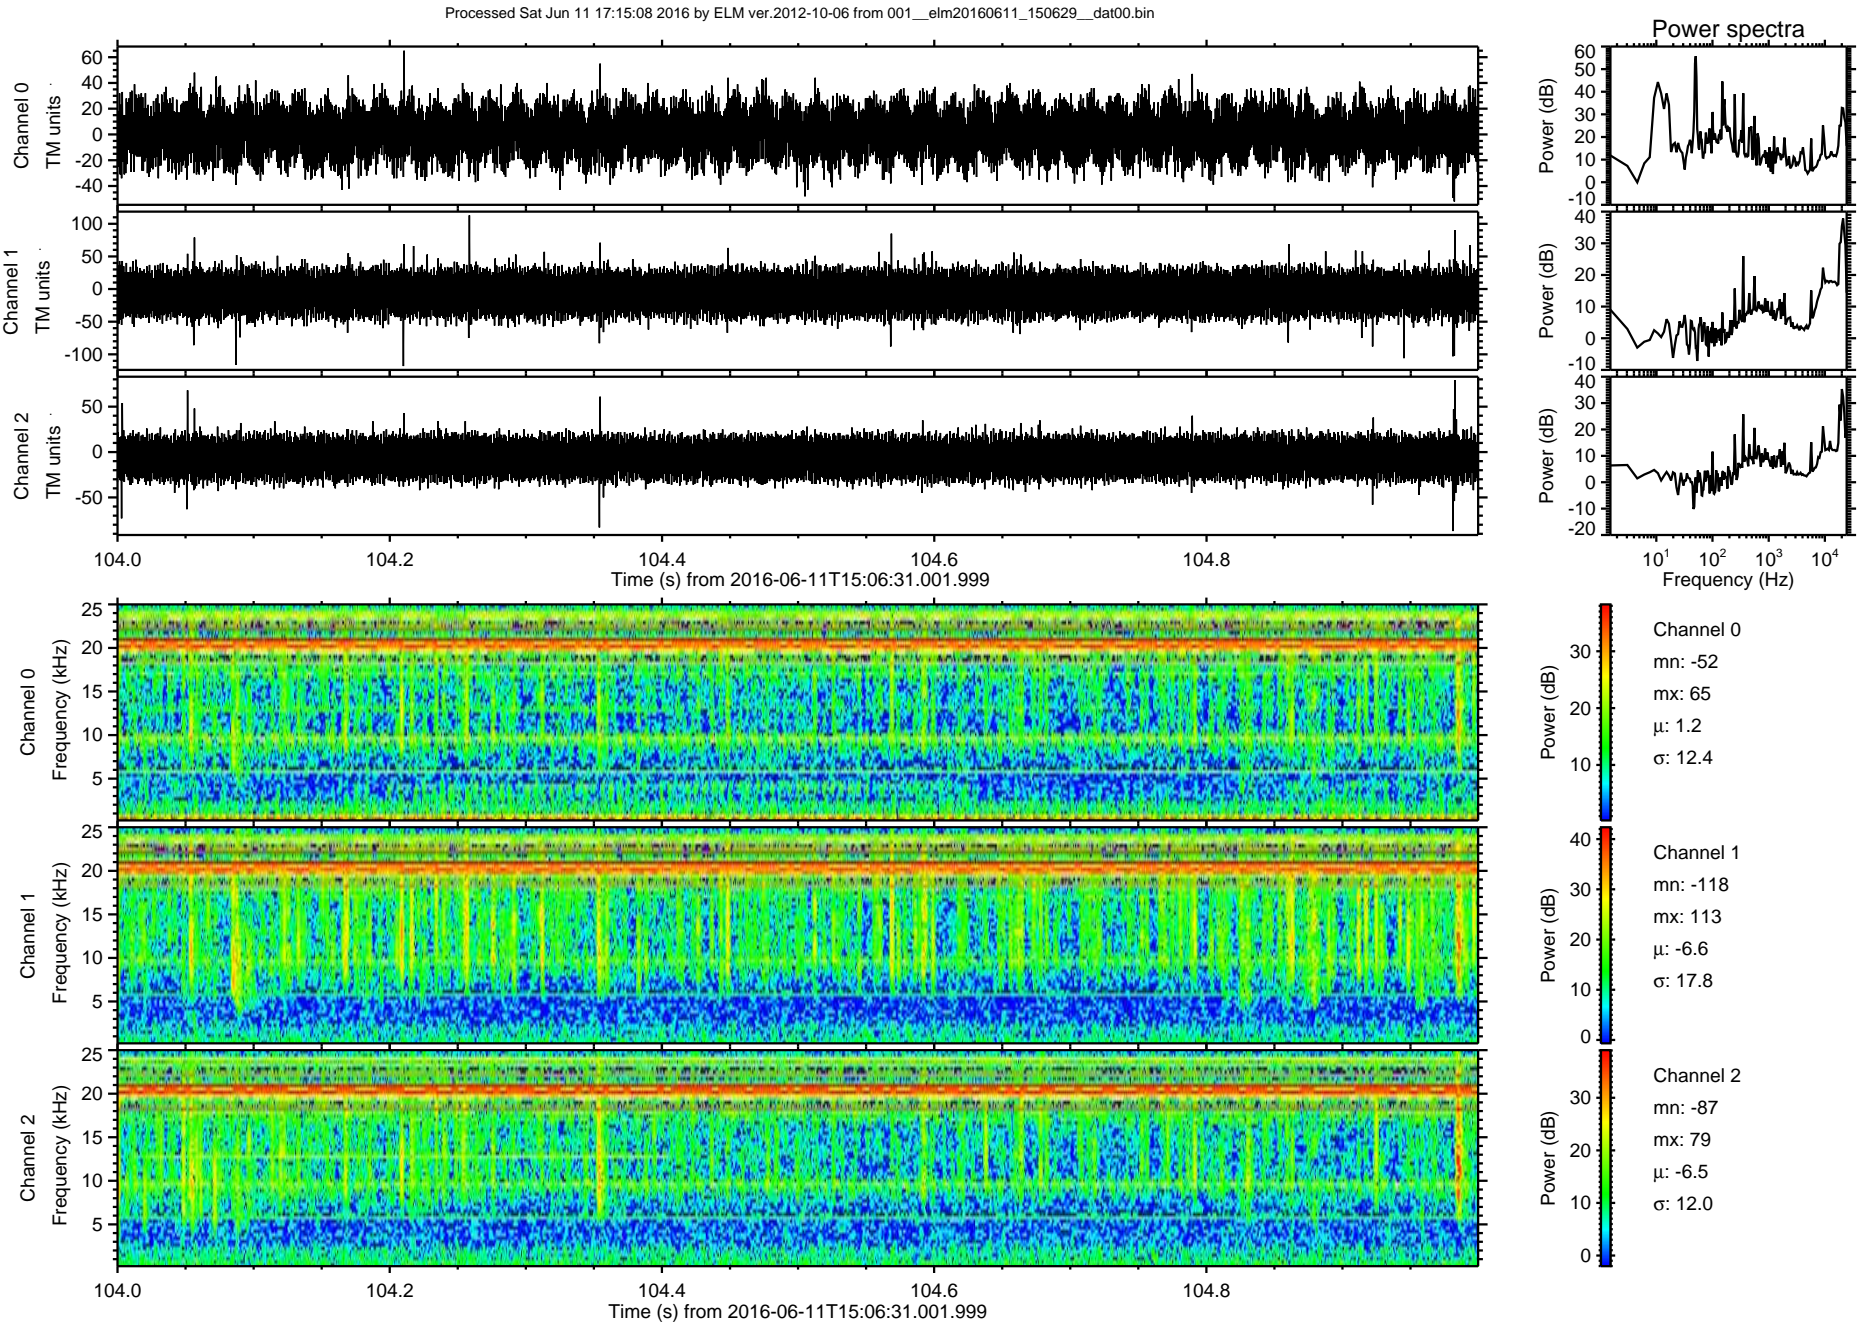 Processed Sat Jun 11 17:15:08 2016 by ELM ver.2012-10-06 from 001__elm20160611_150629__dat00.bin
Power spectra
Channel 0
TM units
60
40
20
0
-20
-40
Power (dB)
60
50
40
30
20
10
0
-10
Channel 1
TM units
100
50
0
-50
-100
Power (dB)
40
30
20
10
0
-10
Channel 2
TM units
50
0
-50
Power (dB)
40
30
20
10
0
-10
-20
104.0 104.2 104.4 104.6 104.8
Time (s) from 2016-06-11T15:06:31.001.999
10^1 10^2 10^3 10^4
Frequency (Hz)
Channel 0
Frequency (kHz)
25
20
15
10
5
Power (dB)
30
20
10
Channel 0
mn: -52
mx: 65
μ: 1.2
σ: 12.4
Channel 1
Frequency (kHz)
25
20
15
10
5
Power (dB)
40
30
20
10
0
Channel 1
mn: -118
mx: 113
μ: -6.6
σ: 17.8
Channel 2
Frequency (kHz)
25
20
15
10
5
Power (dB)
30
20
10
0
Channel 2
mn: -87
mx: 79
μ: -6.5
σ: 12.0
104.0 104.2 104.4 104.6 104.8
Time (s) from 2016-06-11T15:06:31.001.999